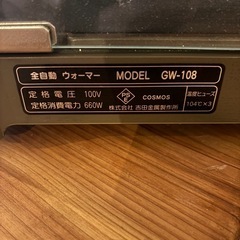 全自動 ウォーマー MODEL GW-108
定格電圧 100V
定格消費電力 660W
PSE
COSMOS
株式会社 吉田金属製作所
温度ヒューズ
104℃×3